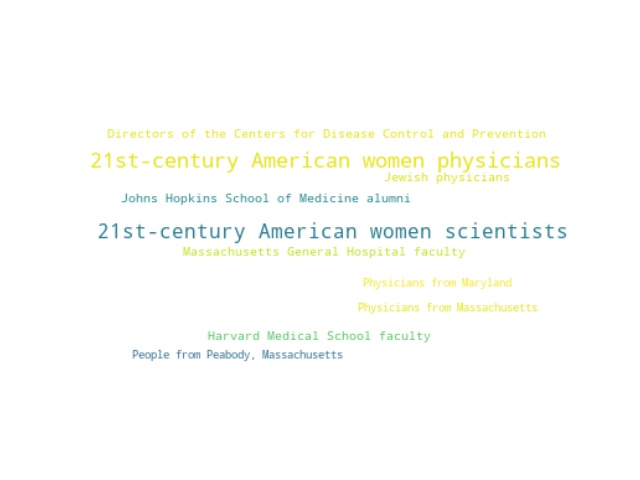 Directors of the Centers for Disease Control and Prevention
21st-century American women physicians
Jewish physicians
Johns Hopkins School of Medicine alumni
21st-century American women scientists
Massachusetts General Hospital faculty
Physicians from Maryland
Physicians from Massachusetts
Harvard Medical School faculty
People from Peabody, Massachusetts